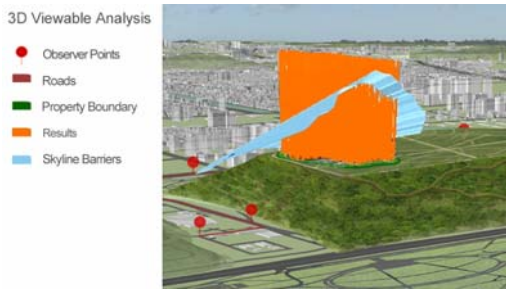 3D Viewable Analysis
Observer Points
Roads
Property Boundary
Results
Skyline Barriers